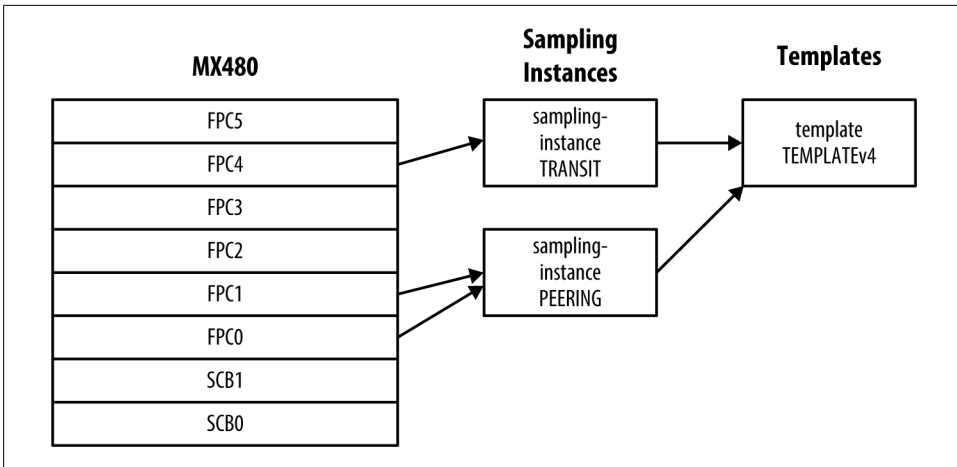 MX480
FPC5
FPC4
FPC3
FPC2
FPC1
FPC0
SCB1
SCB0
Sampling
Instances
sampling-
instance
TRANSIT
sampling-
instance
PEERING
Templates
template
TEMPLATEv4